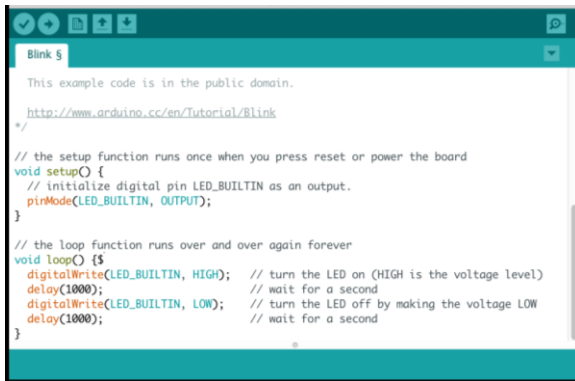 Blink §
This example code is in the public domain.
http://www.arduino.cc/en/Tutorial/Blink
*/
// the setup function runs once when you press reset or power the board
void setup() {
  // initialize digital pin LED_BUILTIN as an output.
  pinMode(LED_BUILTIN, OUTPUT);
}
// the loop function runs over and over again forever
void loop() {$
  digitalWrite(LED_BUILTIN, HIGH);   // turn the LED on (HIGH is the voltage level)
  delay(1000);                       // wait for a second
  digitalWrite(LED_BUILTIN, LOW);    // turn the LED off by making the voltage LOW
  delay(1000);                       // wait for a second
}